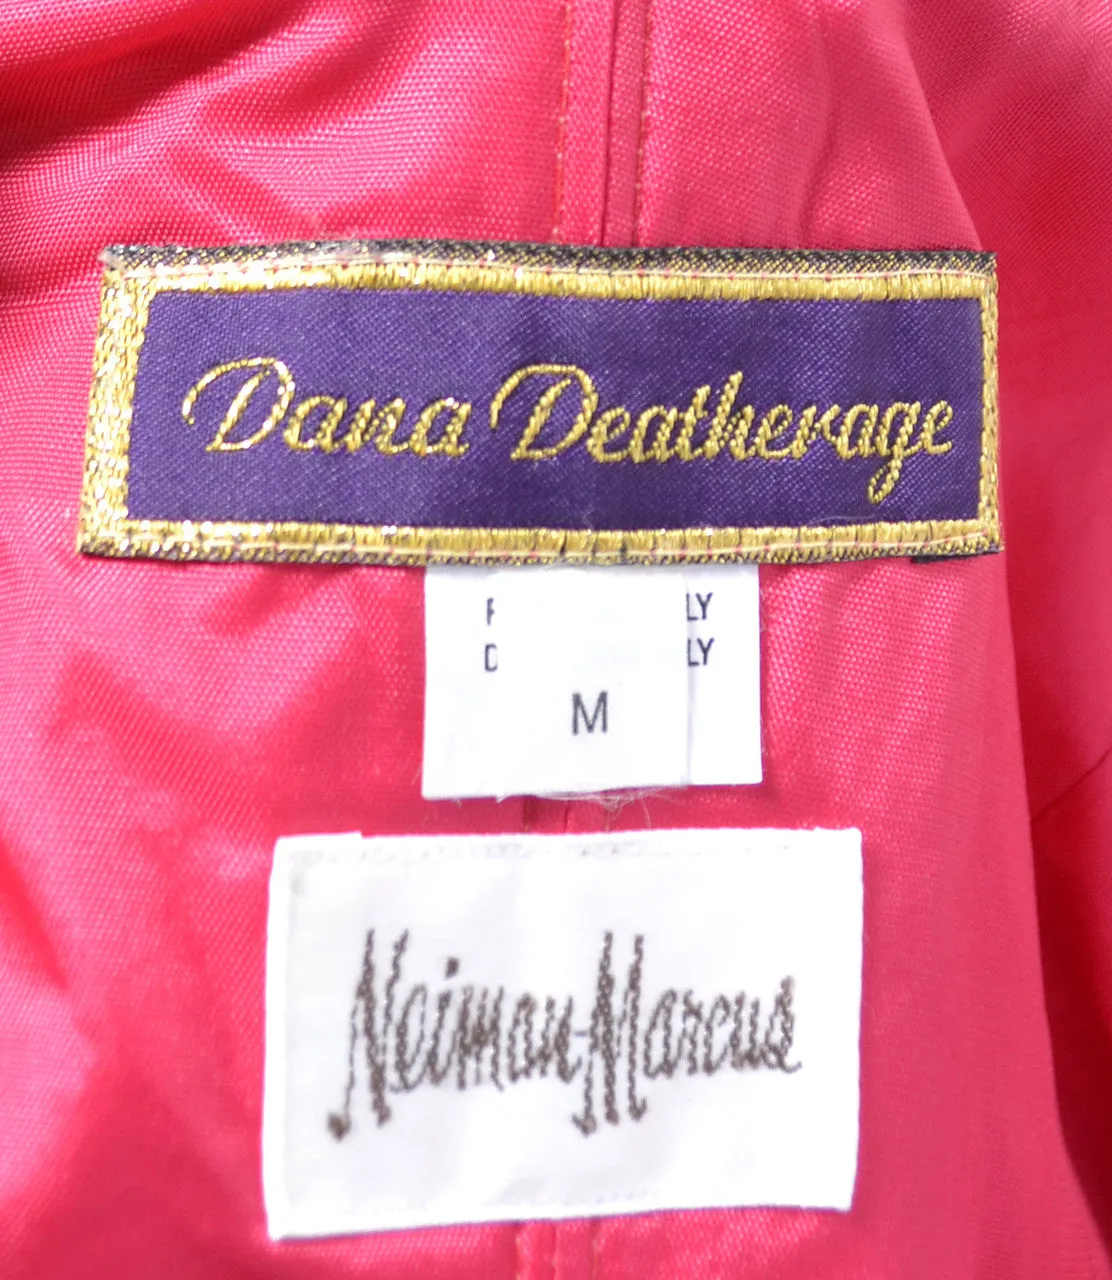 Dana Deatherage
M
Neiman-Marcus